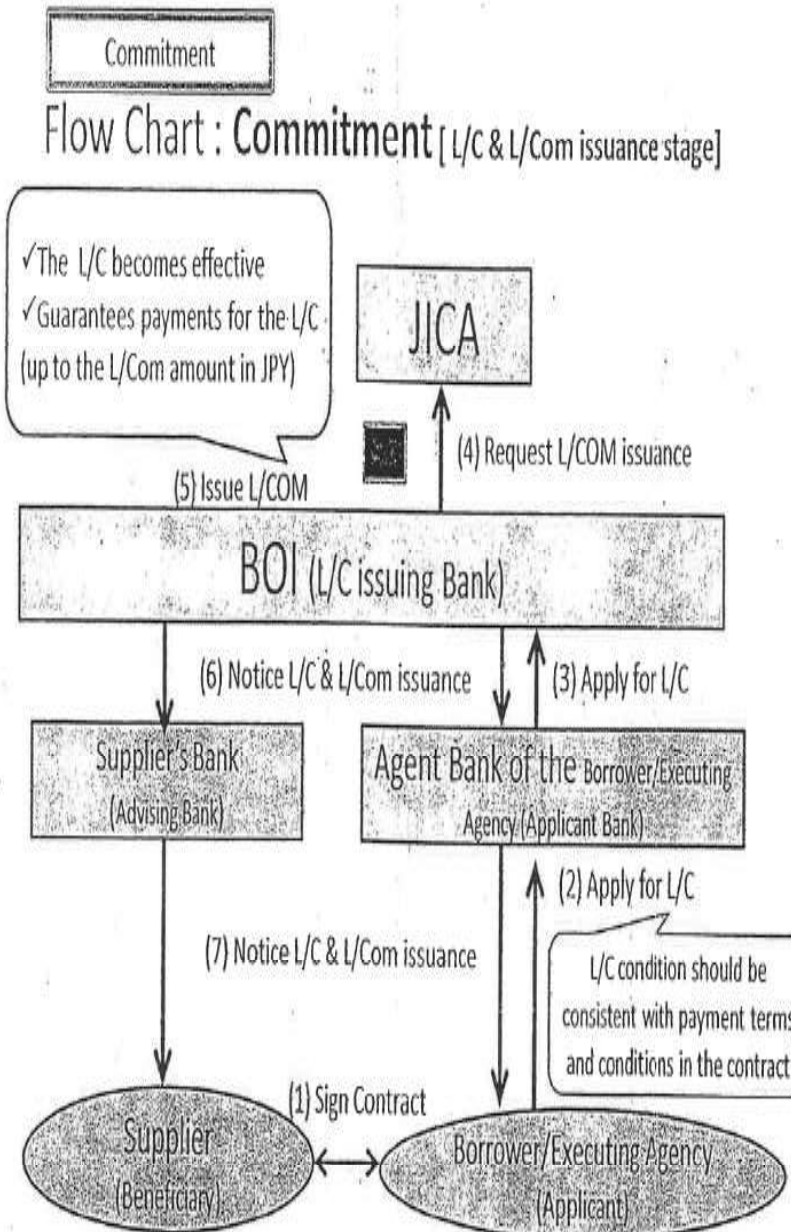 Commitment
Flow Chart : Commitment [ L/C & L/Com issuance stage]
✓The L/C becomes effective
✓Guarantees payments for the L/C
(up to the L/Com amount in JPY)
JICA
(4) Request L/COM issuance
(5) Issue L/COM
BOI (L/C issuing Bank)
(6) Notice L/C & L/Com issuance
(3) Apply for L/C
Supplier's Bank
(Advising Bank)
Agent Bank of the Borrower/Executing
Agency (Applicant Bank)
(2) Apply for L/C
(7) Notice L/C & L/Com issuance
L/C condition should be
consistent with payment terms
and conditions in the contract
(1) Sign Contract
Supplier
(Beneficiary)
Borrower/Executing Agency
(Applicant)